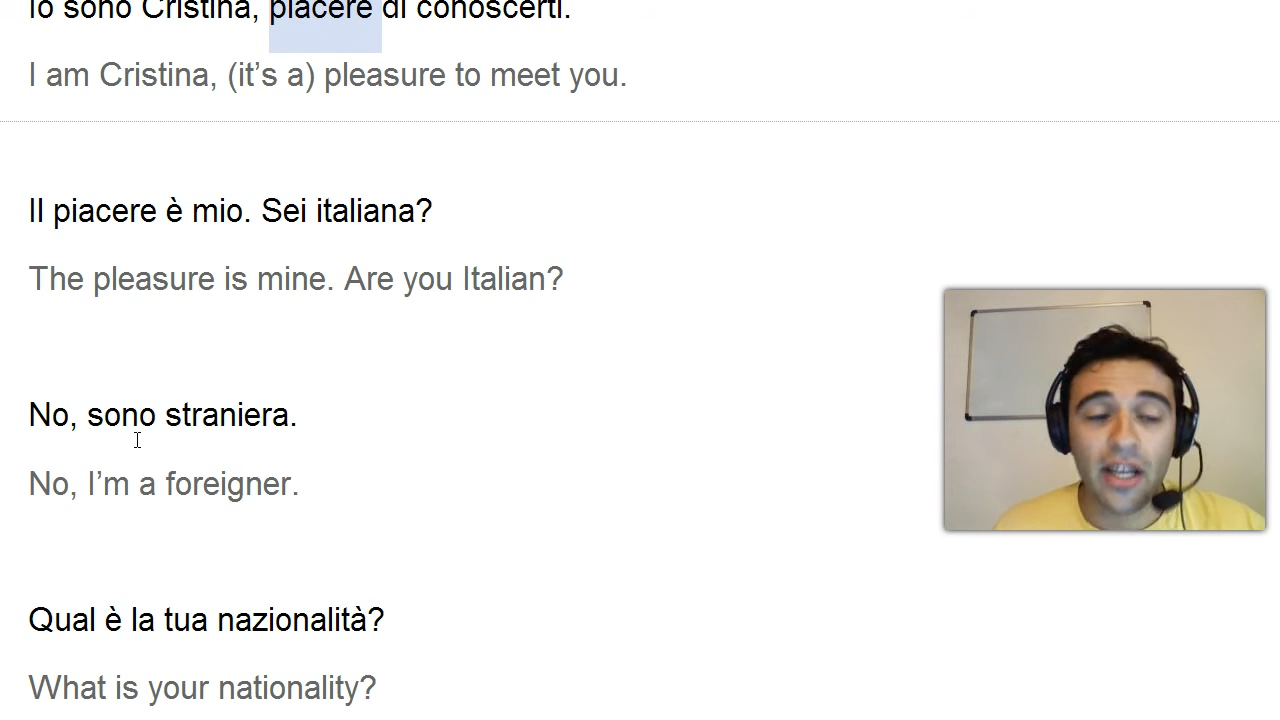 Io sono Cristina, piacere di conoscerti.
I am Cristina, (it’s a) pleasure to meet you.
Il piacere è mio. Sei italiana?
The pleasure is mine. Are you Italian?
No, sono straniera.
No, I’m a foreigner.
Qual è la tua nazionalità?
What is your nationality?